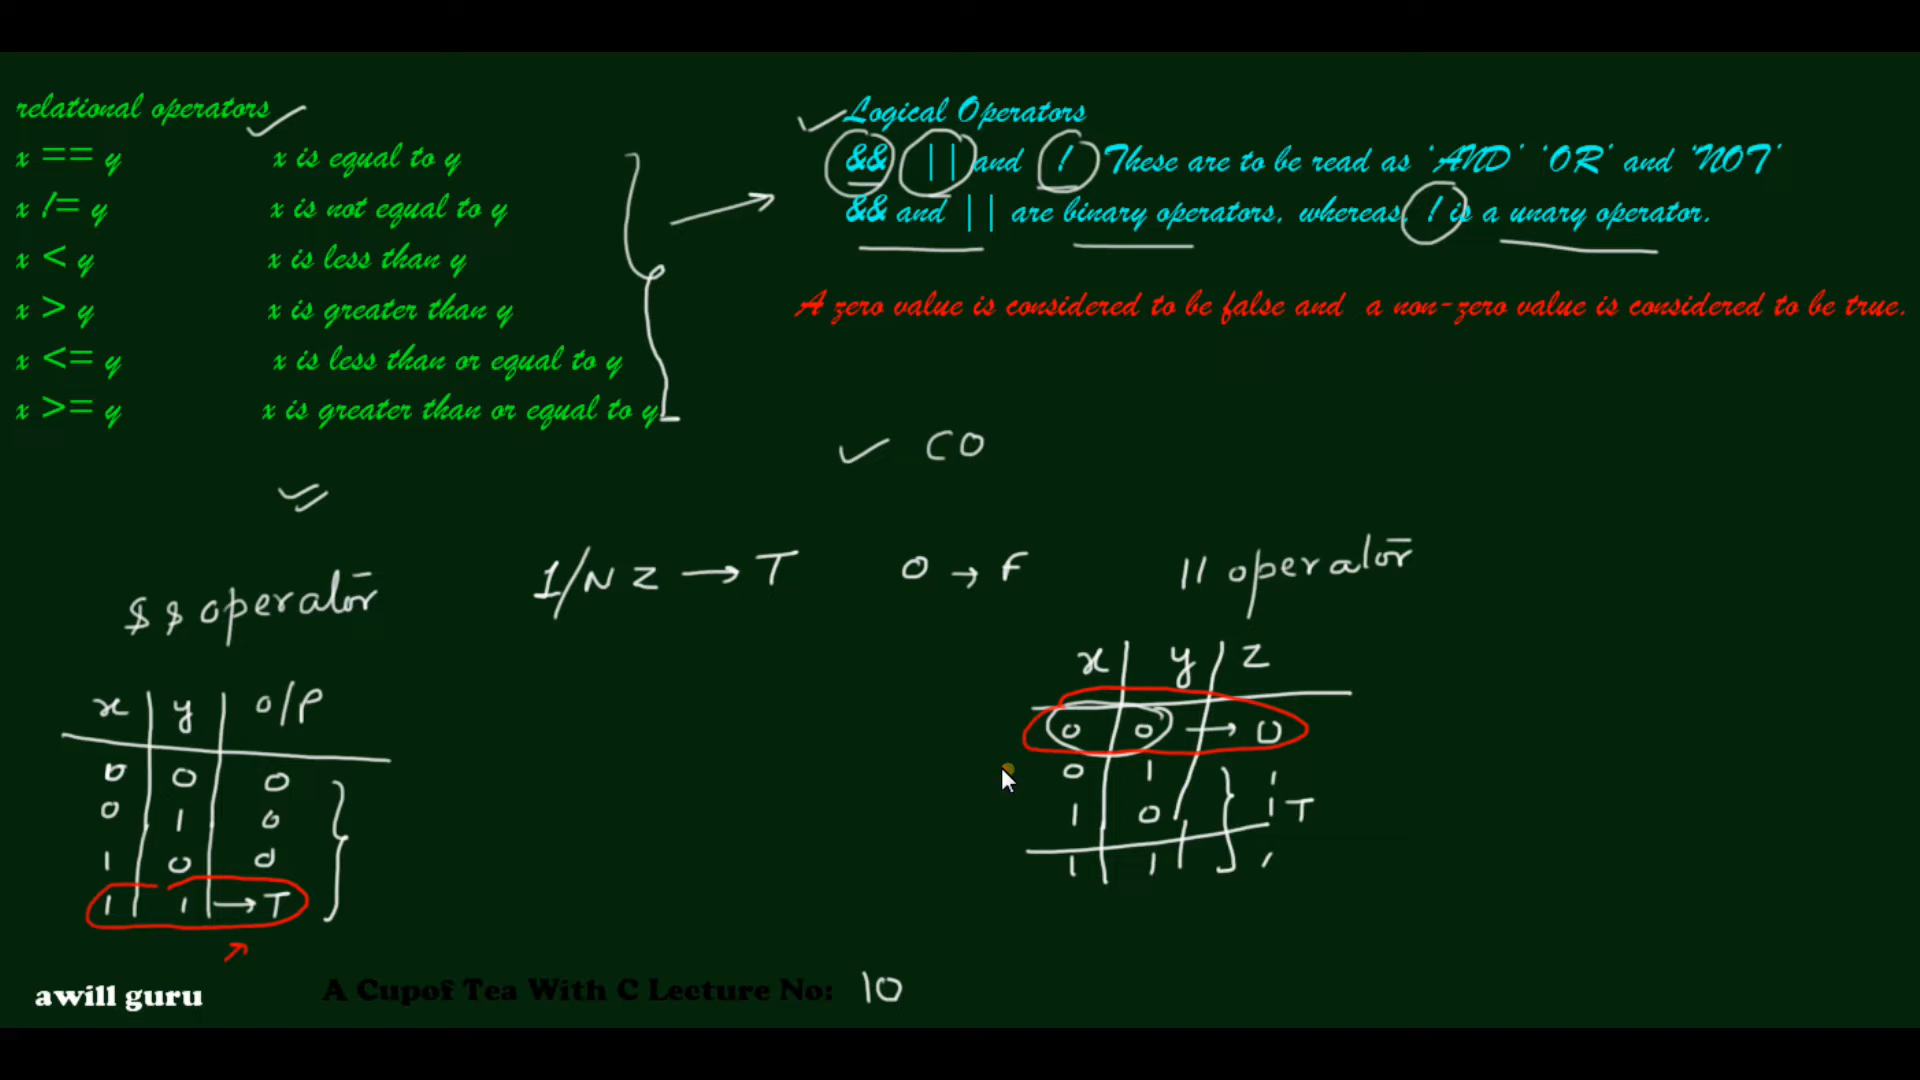 relational operators
x == y x is equal to y
x != y x is not equal to y
x < y x is less than y
x > y x is greater than y
x <= y x is less than or equal to y
x >= y x is greater than or equal to y
Logical Operators
&& || and ! These are to be read as 'AND' 'OR' and 'NOT'
&& and || are binary operators, whereas, ! is a unary operator.
A zero value is considered to be false and a non-zero value is considered to be true.
CO
1/NZ → T 0 → F
$$ operator
x y o/p
0 0 0
0 1 0
1 0 0
1 1 → T
|| operator
x y z
0 0 → 0
0 1 1
1 0 1 T
1 1 1
awill guru
A Cupof Tea With C Lecture No: 10